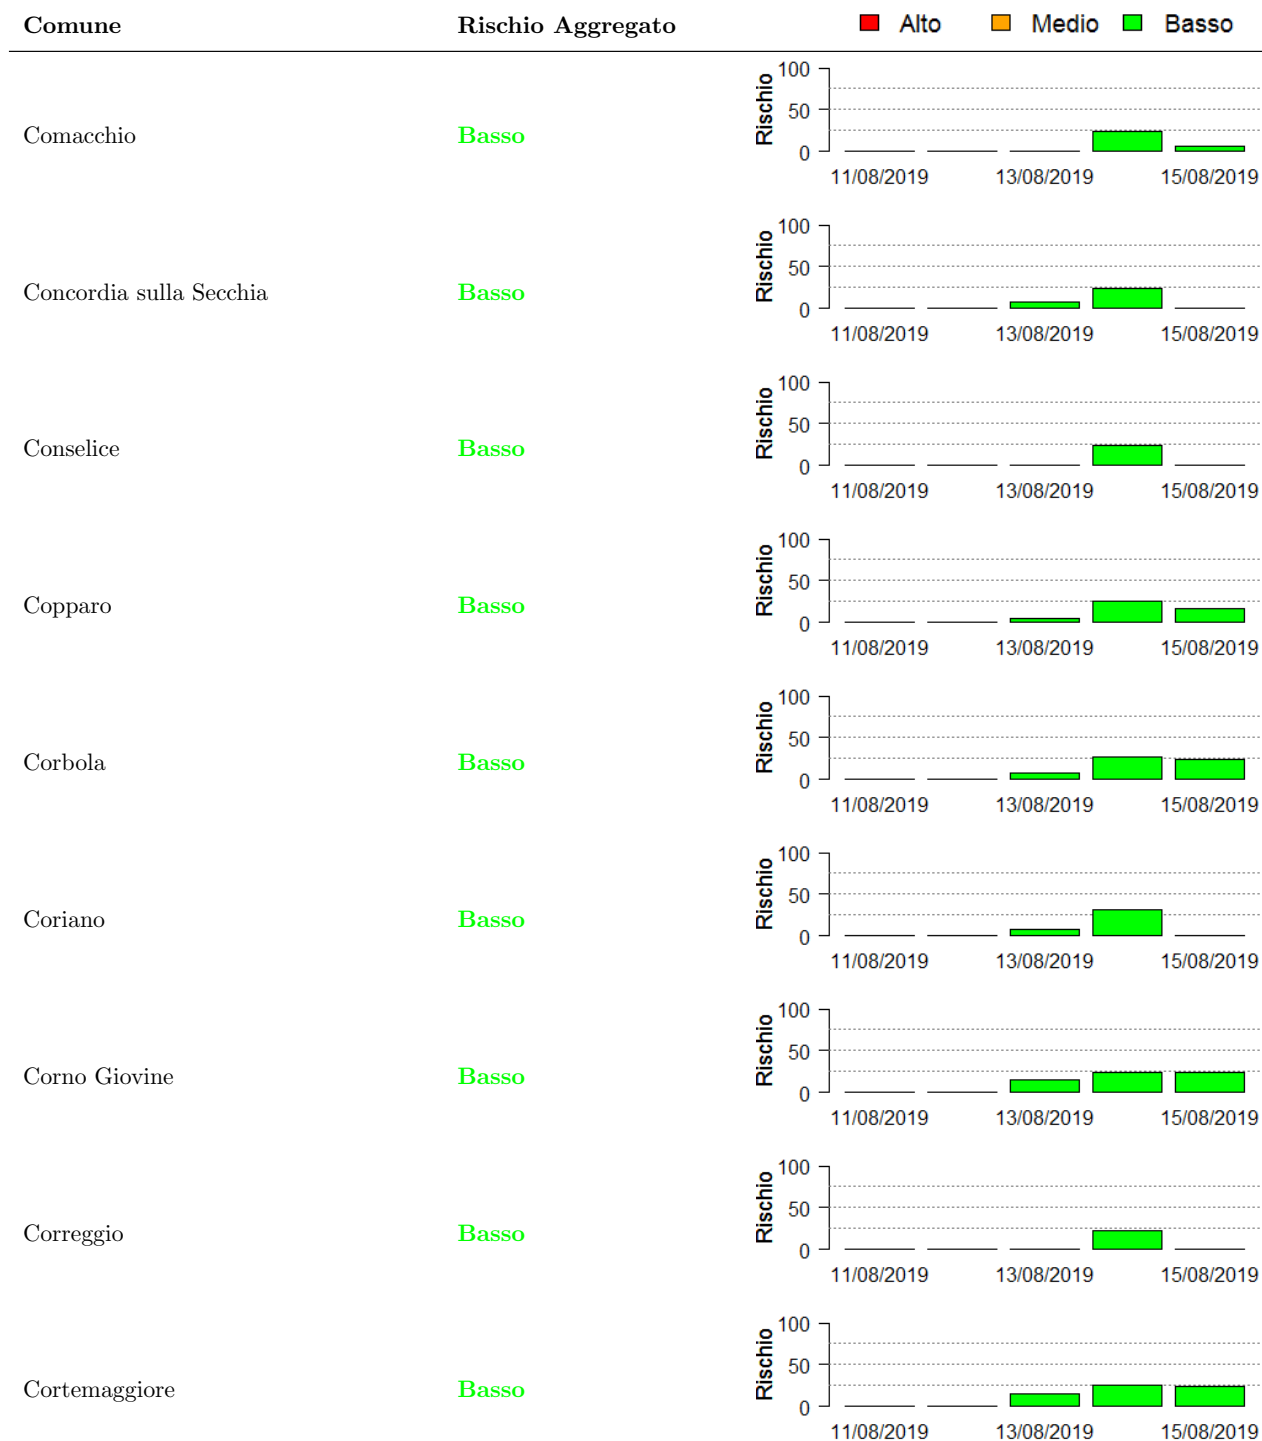 Comune Rischio Aggregato Alto Medio Basso
Comacchio Basso
Rischio
100
50
0
11/08/2019 13/08/2019 15/08/2019
Concordia sulla Secchia Basso
Rischio
100
50
0
11/08/2019 13/08/2019 15/08/2019
Conselice Basso
Rischio
100
50
0
11/08/2019 13/08/2019 15/08/2019
Copparo Basso
Rischio
100
50
0
11/08/2019 13/08/2019 15/08/2019
Corbola Basso
Rischio
100
50
0
11/08/2019 13/08/2019 15/08/2019
Coriano Basso
Rischio
100
50
0
11/08/2019 13/08/2019 15/08/2019
Corno Giovine Basso
Rischio
100
50
0
11/08/2019 13/08/2019 15/08/2019
Correggio Basso
Rischio
100
50
0
11/08/2019 13/08/2019 15/08/2019
Cortemaggiore Basso
Rischio
100
50
0
11/08/2019 13/08/2019 15/08/2019